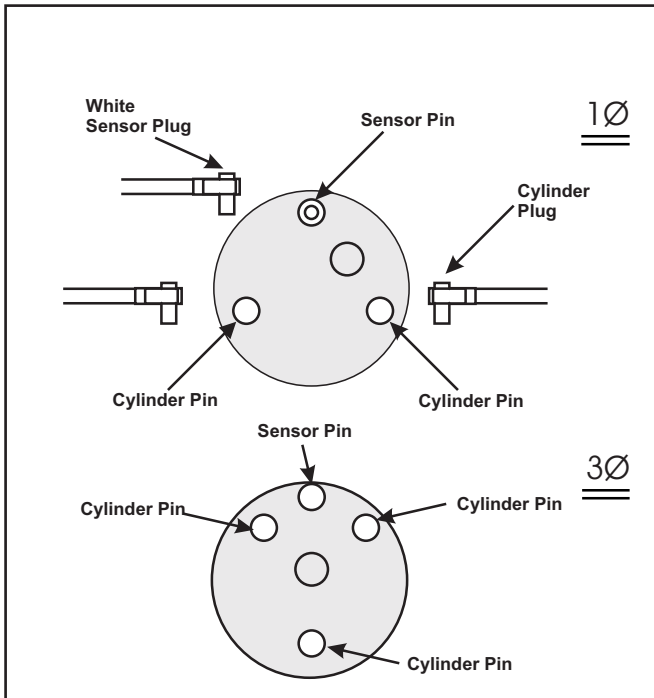 White
Sensor Plug
Sensor Pin
1Ø
Cylinder
Plug
Cylinder Pin
Cylinder Pin
Sensor Pin
3Ø
Cylinder Pin
Cylinder Pin
Cylinder Pin